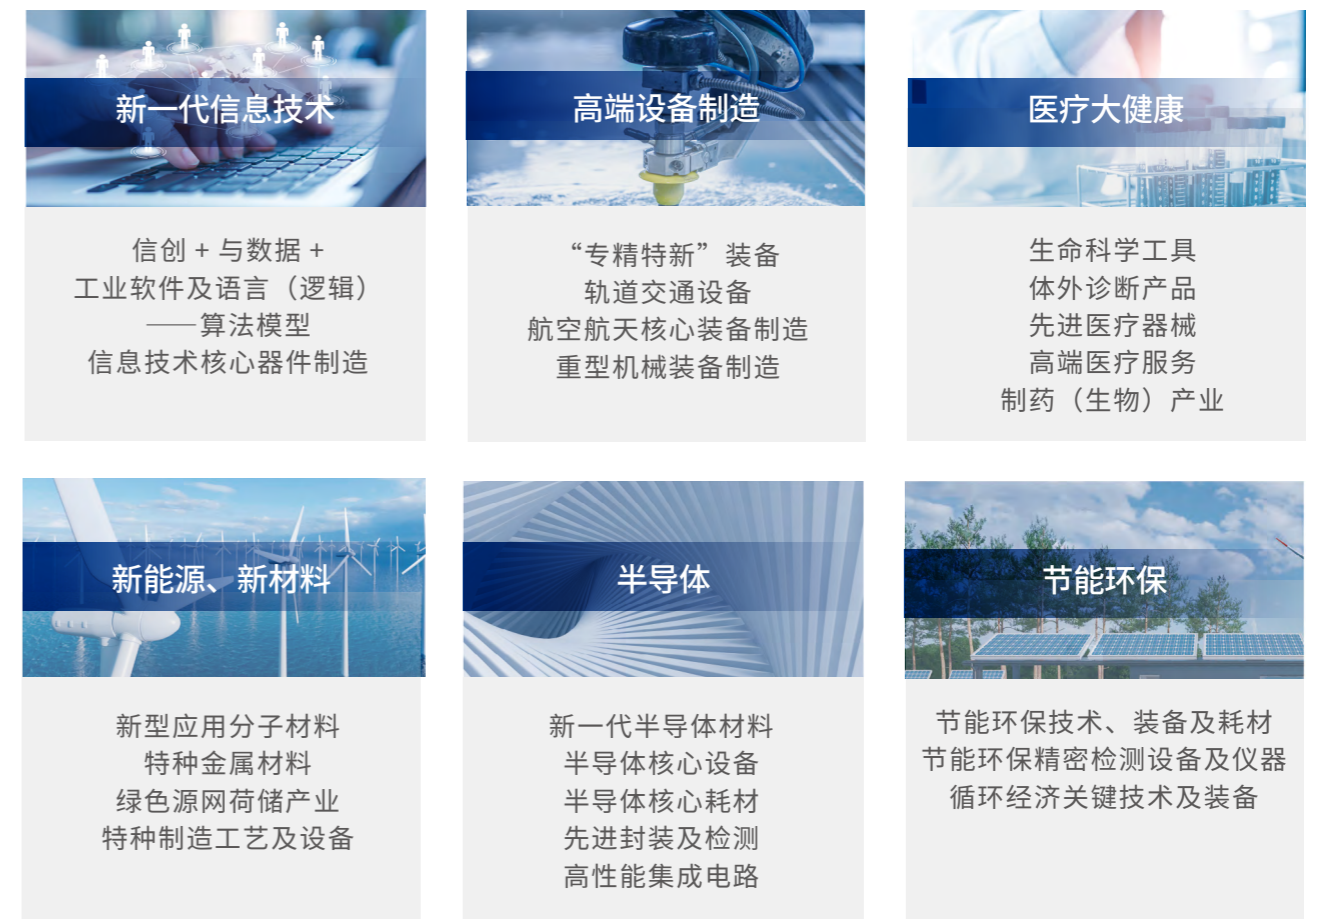 新一代信息技术
信创 + 与数据 +
工业软件及语言（逻辑）
——算法模型
信息技术核心器件制造
高端设备制造
“专精特新”装备
轨道交通设备
航空航天核心装备制造
重型机械装备制造
医疗大健康
生命科学工具
体外诊断产品
先进医疗器械
高端医疗服务
制药（生物）产业
新能源、新材料
新型应用分子材料
特种金属材料
绿色源网荷储产业
特种制造工艺及设备
半导体
新一代半导体材料
半导体核心设备
半导体核心耗材
先进封装及检测
高性能集成电路
节能环保
节能环保技术、装备及耗材
节能环保精密检测设备及仪器
循环经济关键技术及装备